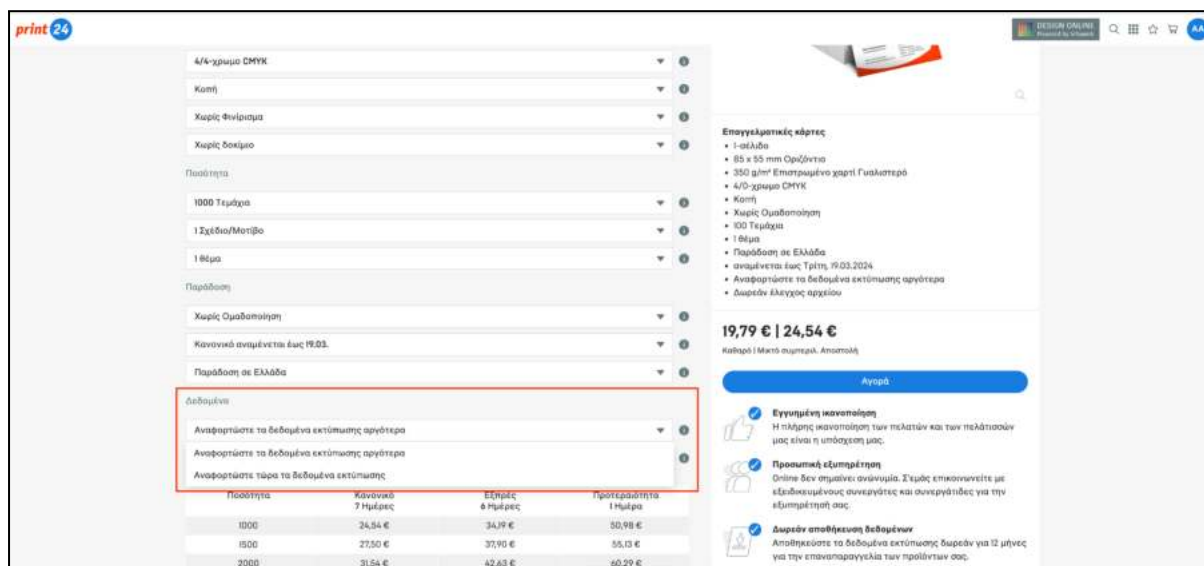 print 24
DESIGN ONLINE
AA
4/4-χρωμο CMYK
Κοπή
Χωρίς Φινίρισμα
Χωρίς δοκίμιο
Ποσότητα
1000 Τεμάχια
1 Σχέδιο/Μοτίβο
1 θέμα
Παράδοση
Χωρίς Ομαδοποίηση
Κανονικό αναμένεται έως 19.03.
Παράδοση σε Ελλάδα
Δεδομένα
Αναφορτώστε τα δεδομένα εκτύπωσης αργότερα
Αναφορτώστε τα δεδομένα εκτύπωσης αργότερα
Αναφορτώστε τώρα τα δεδομένα εκτύπωσης
Ποσότητα Κανονικό Εξπρές Προτεραιότητα
7 Ημέρες 6 Ημέρες 1 Ημέρα
1000 24,54 € 34,19 € 50,98 €
1500 27,50 € 37,90 € 55,13 €
2000 31,54 € 42,63 € 60,29 €
Επαγγελματικές κάρτες
• 1-σέλιδο
• 85 x 55 mm Οριζόντιο
• 350 g/m² Επιστρωμένο χαρτί Γυαλιστερό
• 4/0-χρωμο CMYK
• Κοπή
• Χωρίς Ομαδοποίηση
• 100 Τεμάχια
• 1 θέμα
• Παράδοση σε Ελλάδα
• αναμένεται έως Τρίτη, 19.03.2024
• Αναφορτώστε τα δεδομένα εκτύπωσης αργότερα
• Δωρεάν έλεγχος αρχείου
19,79 € | 24,54 €
Καθαρό | Μικτό συμπεριλ. Αποστολή
Αγορά
Εγγυημένη ικανοποίηση
Η πλήρης ικανοποίηση των πελατών και των πελάτισσών
μας είναι η υπόσχεση μας.
Προσωπική εξυπηρέτηση
Online δεν σημαίνει ανώνυμα. Σ'εμάς επικοινωνείτε με
εξειδικευμένους συνεργάτες και συνεργάτιδες για την
εξυπηρέτησή σας.
Δωρεάν αποθήκευση δεδομένων
Αποθηκεύστε τα δεδομένα εκτύπωσης δωρεάν για 12 μήνες
για την επαναπαραγγελία των προϊόντων σας.